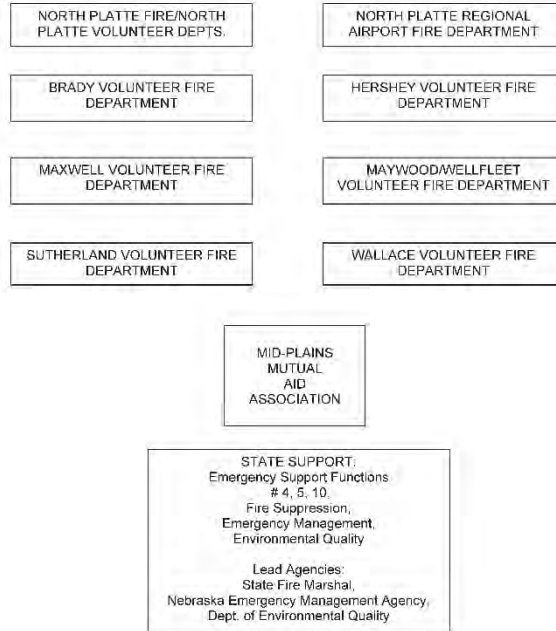 NORTH PLATTE FIRE/NORTH
PLATTE VOLUNTEER DEPTS.
NORTH PLATTE REGIONAL
AIRPORT FIRE DEPARTMENT
BRADY VOLUNTEER FIRE
DEPARTMENT
HERSHEY VOLUNTEER FIRE
DEPARTMENT
MAXWELL VOLUNTEER FIRE
DEPARTMENT
MAYWOOD/WELLFLEET
VOLUNTEER FIRE DEPARTMENT
SUTHERLAND VOLUNTEER FIRE
DEPARTMENT
WALLACE VOLUNTEER FIRE
DEPARTMENT
MID-PLAINS
MUTUAL
AID
ASSOCIATION
STATE SUPPORT:
Emergency Support Functions
# 4, 5, 10,
Fire Suppression,
Emergency Management,
Environmental Quality
Lead Agencies:
State Fire Marshal,
Nebraska Emergency Management Agency,
Dept. of Environmental Quality